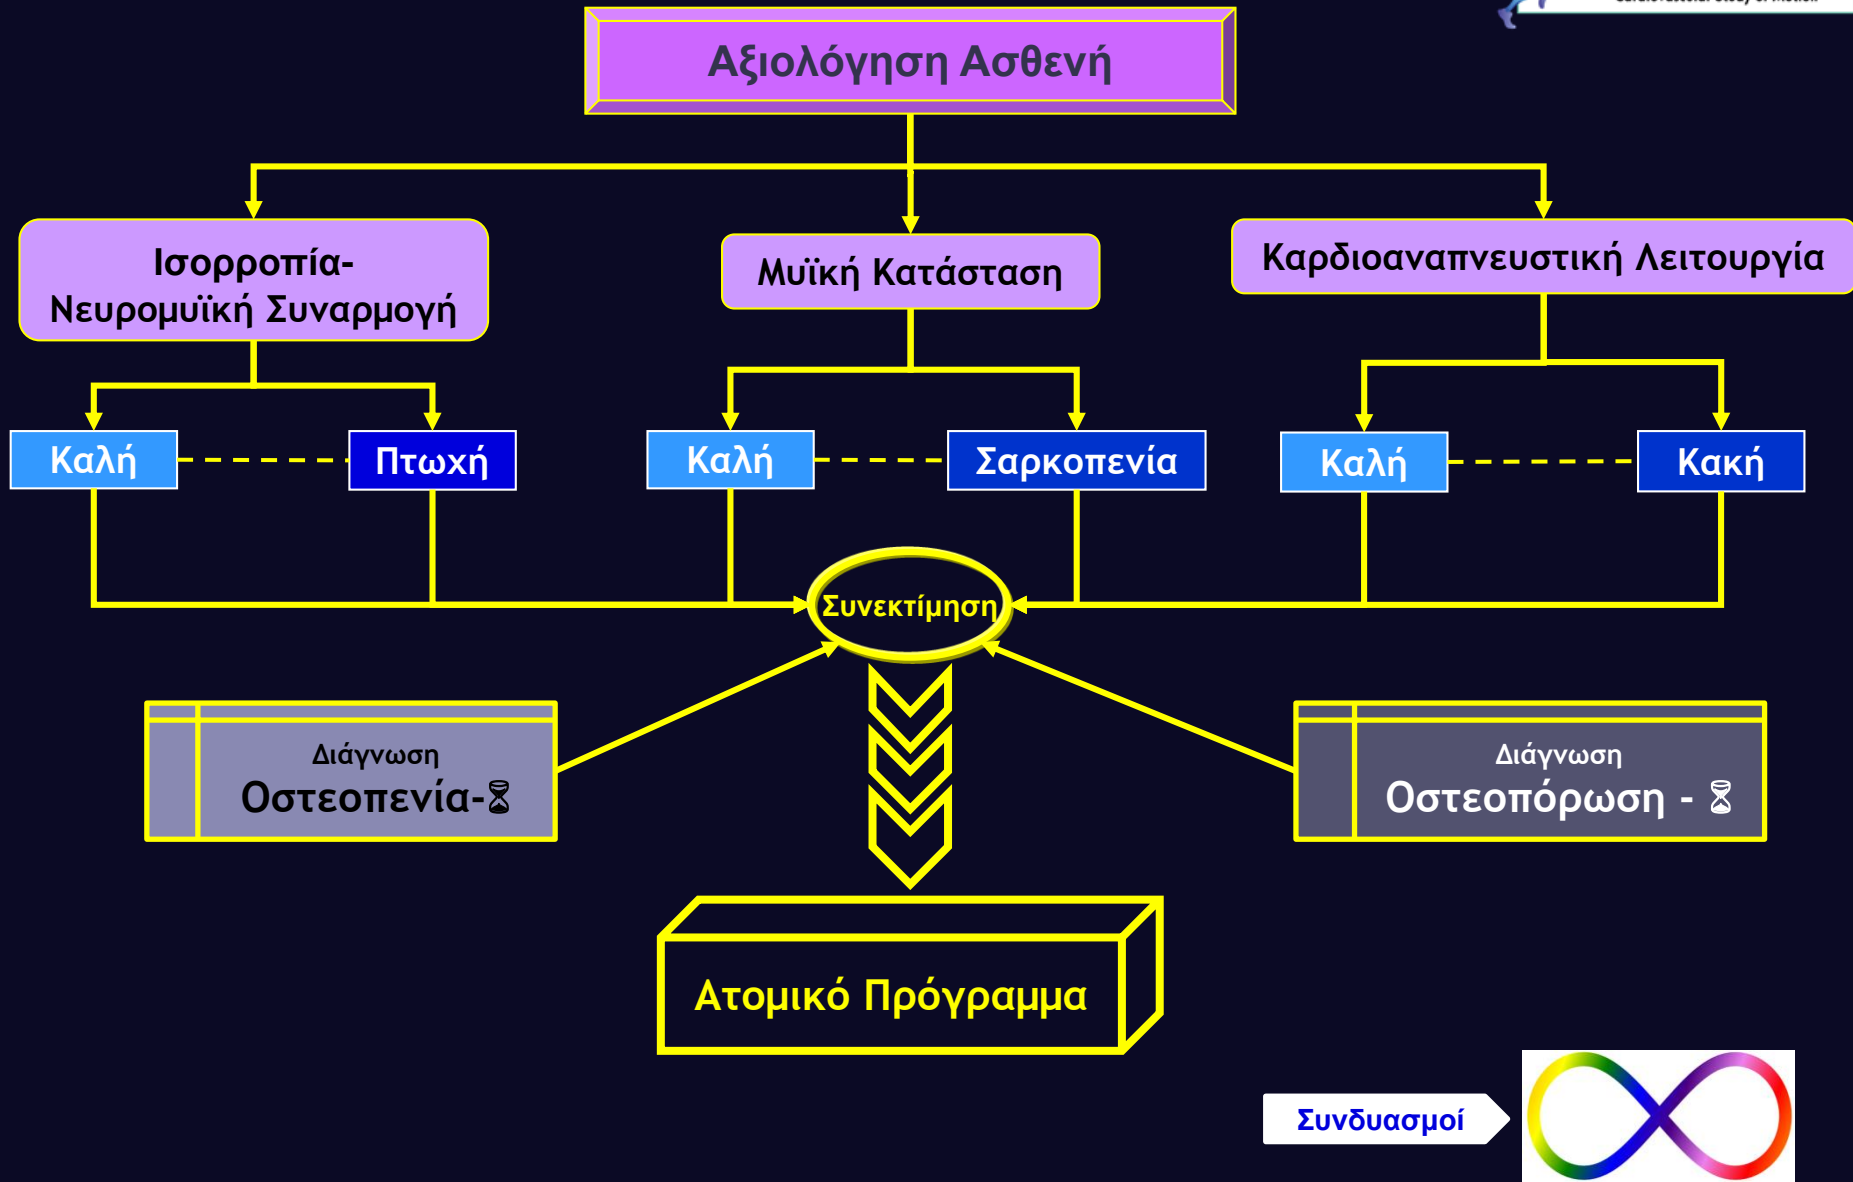 Αξιολόγηση Ασθενή
Ισορροπία-
Νευρομυϊκή Συναρμογή
Μυϊκή Κατάσταση
Καρδιοαναπνευστική Λειτουργία
Καλή
Πτωχή
Καλή
Σαρκοπενία
Καλή
Κακή
Συνεκτίμηση
Διάγνωση
Οστεοπενία-⌛
Διάγνωση
Οστεοπόρωση - ⌛
Ατομικό Πρόγραμμα
Συνδυασμοί